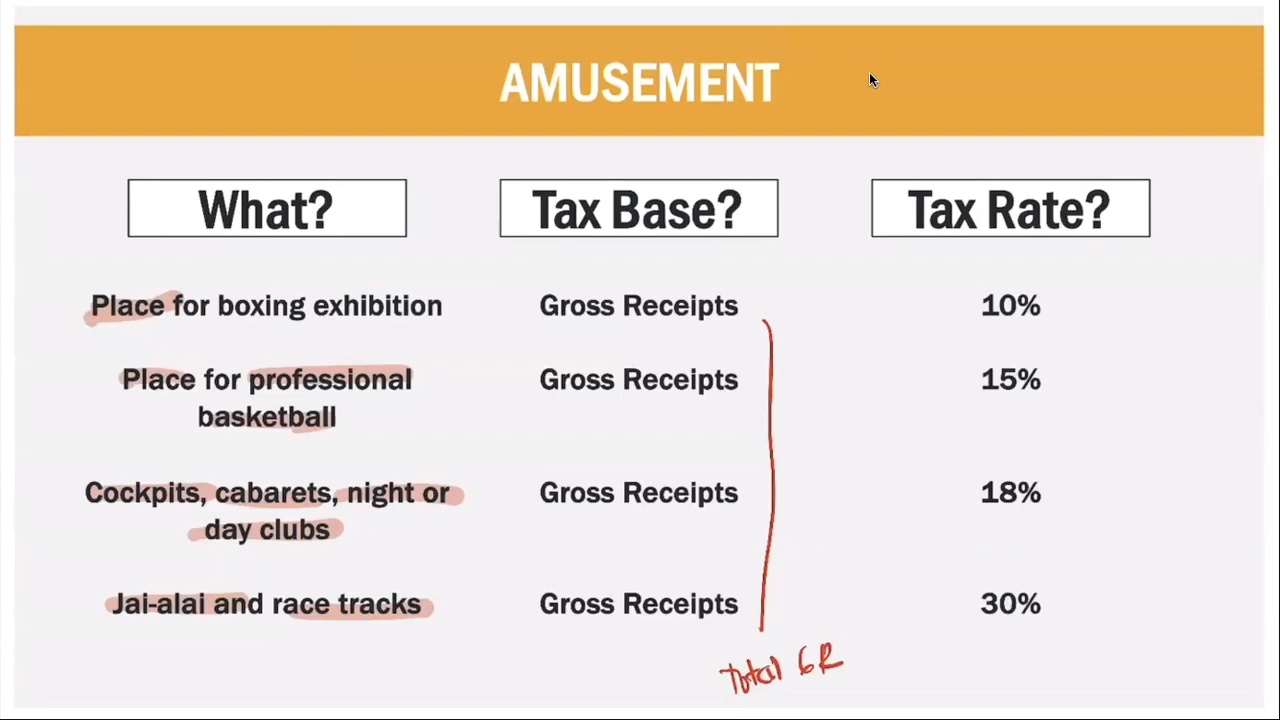 AMUSEMENT
What? Tax Base? Tax Rate?
Place for boxing exhibition Gross Receipts 10%
Place for professional Gross Receipts 15%
basketball
Cockpits, cabarets, night or Gross Receipts 18%
day clubs
Jai-alai and race tracks Gross Receipts 30%
Total GR